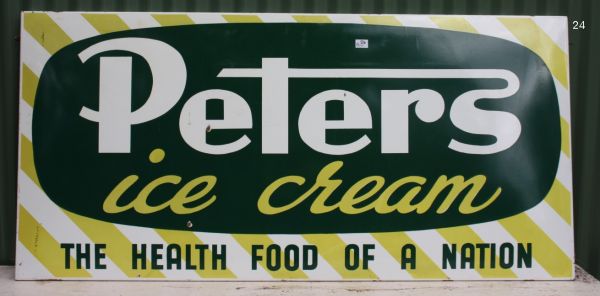 24
Peters
ice cream
THE HEALTH FOOD OF A NATION